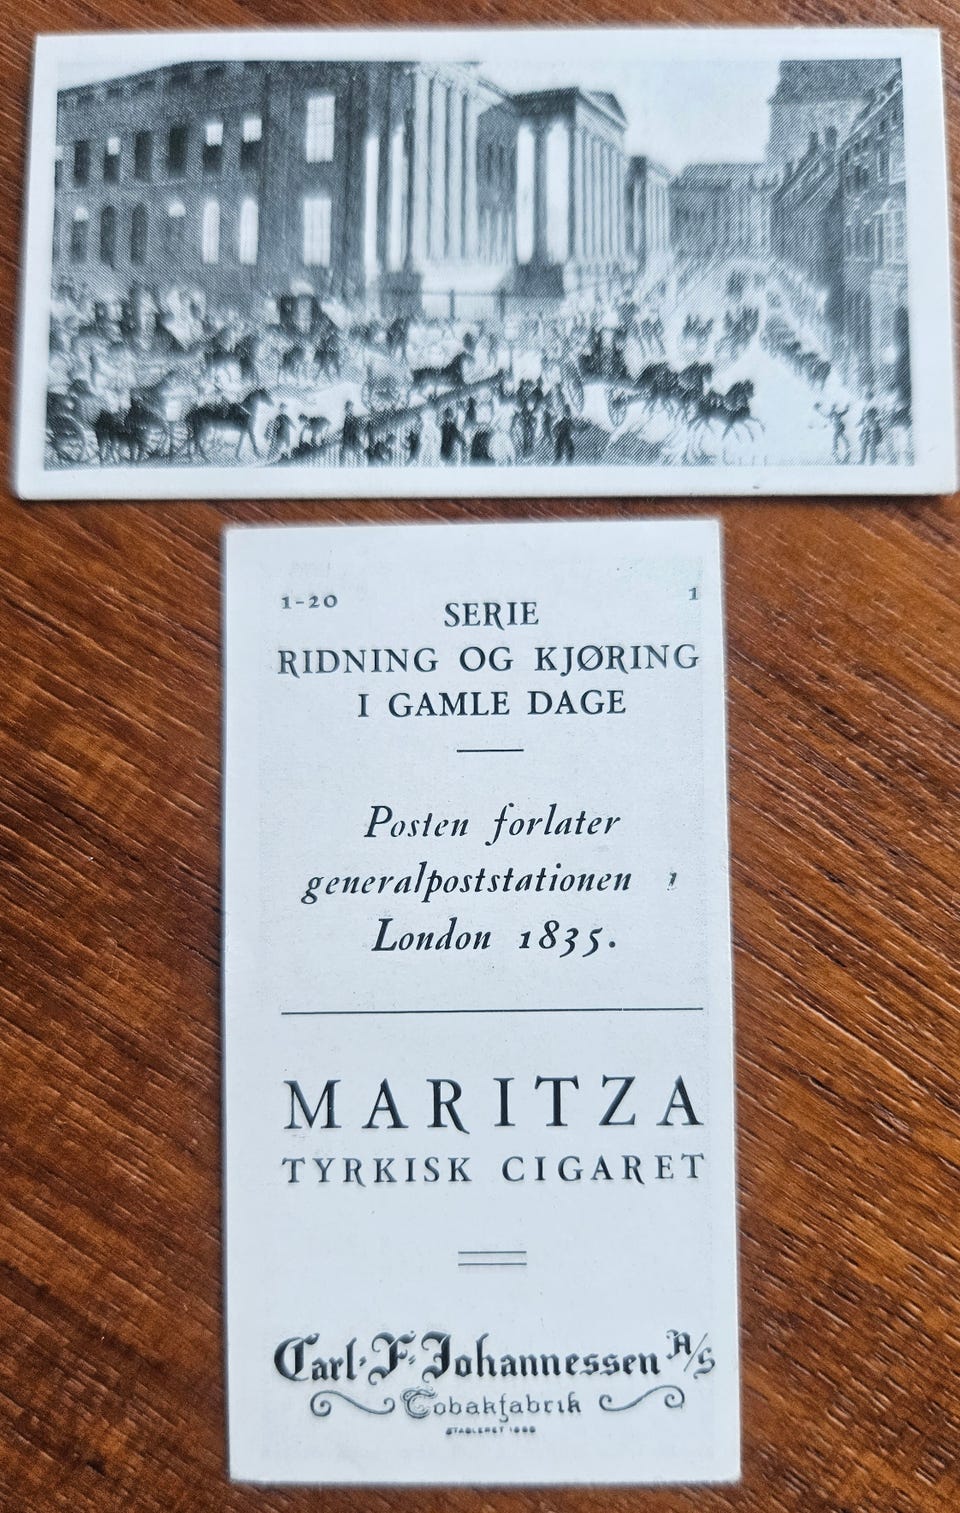 1-20 1
SERIE
RIDNING OG KJØRING
I GAMLE DAGE
Posten forlater
generalpoststationen i
London 1835.
MARITZA
TYRKISK CIGARET
Carl·F·Johannessen A/S
Tobakfabrik
ETABLERET